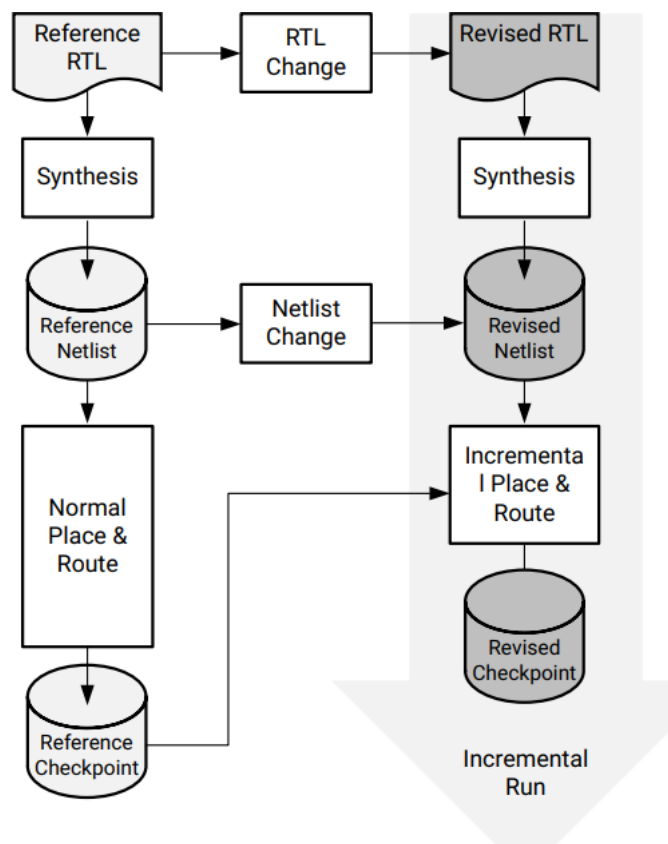 Reference
RTL
RTL
Change
Revised RTL
Synthesis
Synthesis
Reference
Netlist
Netlist
Change
Revised
Netlist
Normal
Place &
Route
Incrementa
l Place &
Route
Reference
Checkpoint
Revised
Checkpoint
Incremental
Run